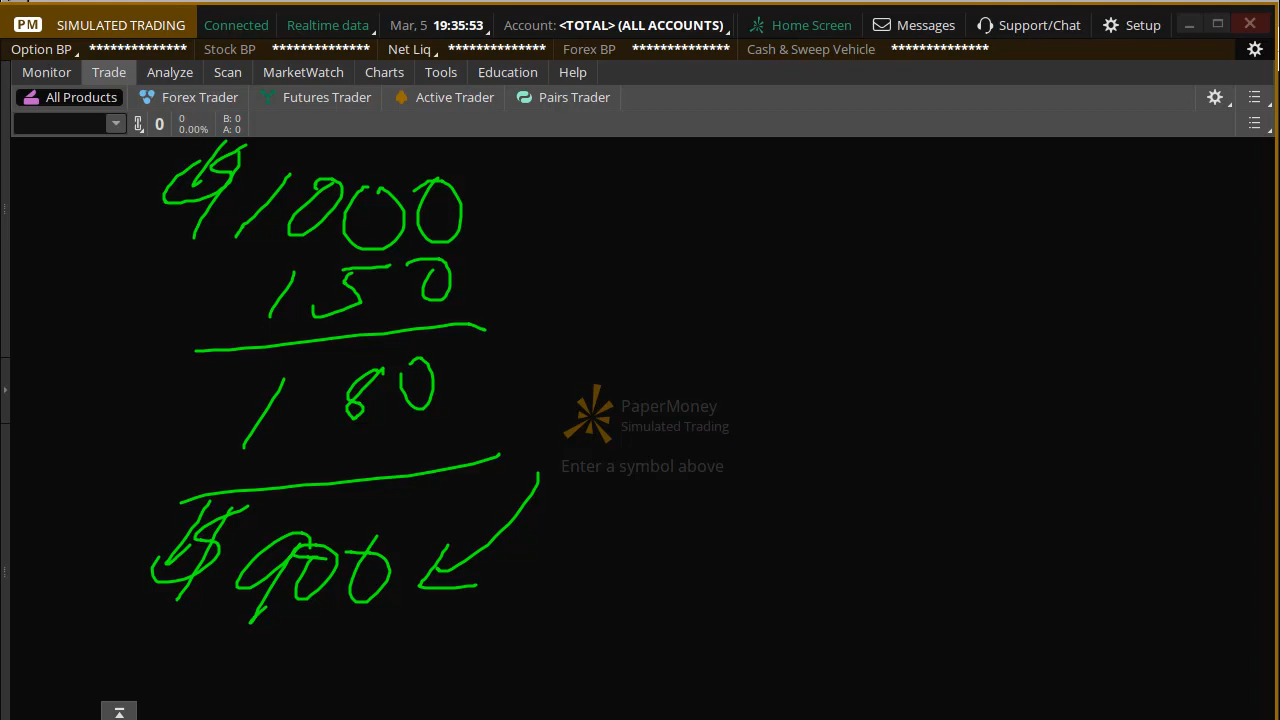 PM SIMULATED TRADING Connected Realtime data Mar, 5 19:35:53 Account: <TOTAL> (ALL ACCOUNTS) Home Screen Messages Support/Chat Setup
Option BP ************** Stock BP ************** Net Liq ************** Forex BP ************** Cash & Sweep Vehicle **************
Monitor Trade Analyze Scan MarketWatch Charts Tools Education Help
All Products Forex Trader Futures Trader Active Trader Pairs Trader
0 0 B: 0
0.00% A: 0
$1000
150
180
PaperMoney
Simulated Trading
Enter a symbol above
$900